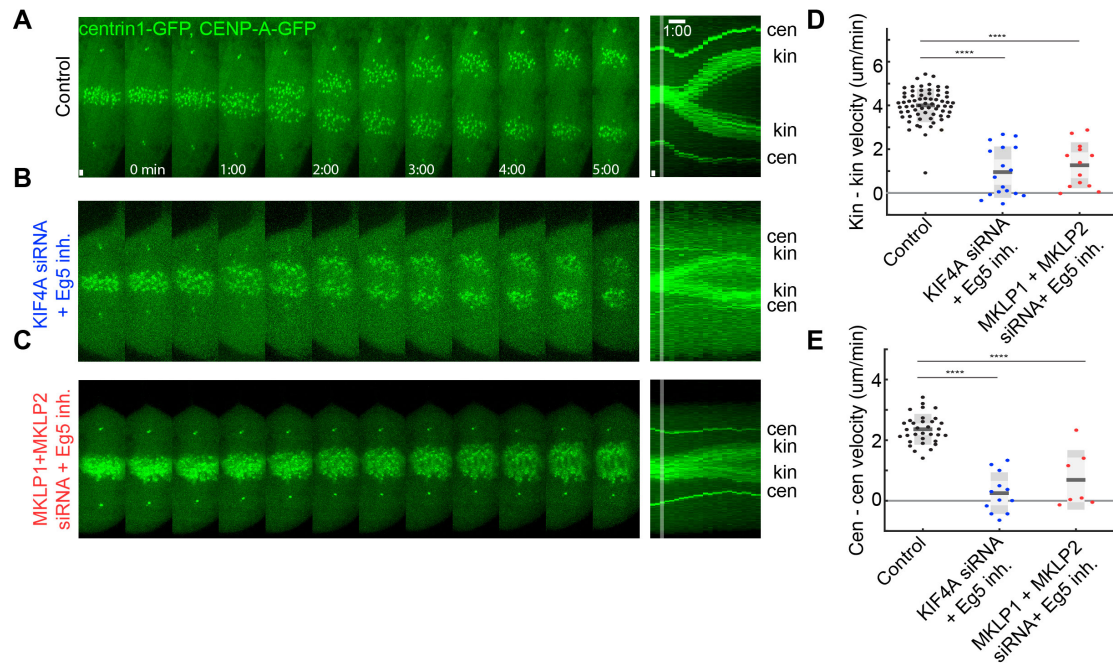 A
Control
centrin1-GFP, CENP-A-GFP
0 min
1:00
2:00
3:00
4:00
5:00
1:00
cen
kin
kin
cen
B
KIF4A siRNA
+ Eg5 inh.
cen
kin
kin
cen
C
MKLP1+MKLP2
siRNA + Eg5 inh.
cen
kin
kin
cen
D
Kin - kin velocity (um/min)
6
4
2
0
****
****
Control
KIF4A siRNA
+ Eg5 inh.
MKLP1 + MKLP2
siRNA+ Eg5 inh.
E
Cen - cen velocity (um/min)
4
2
0
****
****
Control
KIF4A siRNA
+ Eg5 inh.
MKLP1 + MKLP2
siRNA+ Eg5 inh.